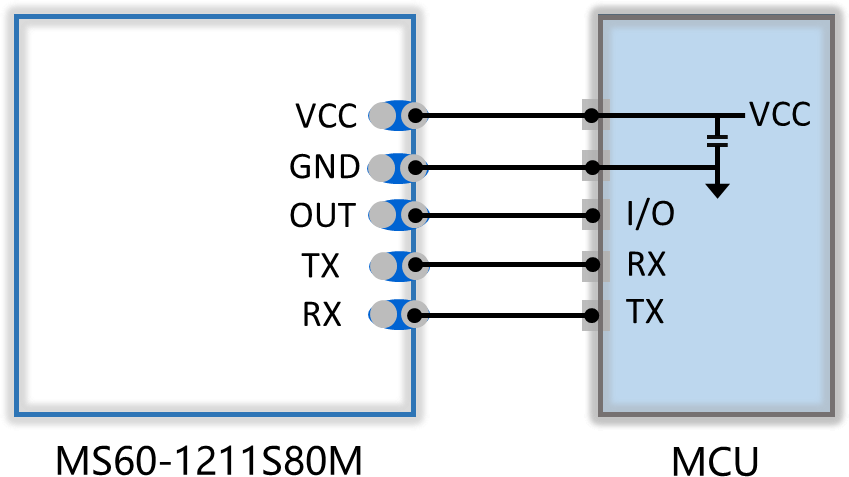 VCC
GND
OUT
TX
RX
VCC
I/O
RX
TX
MS60-1211S80M
MCU